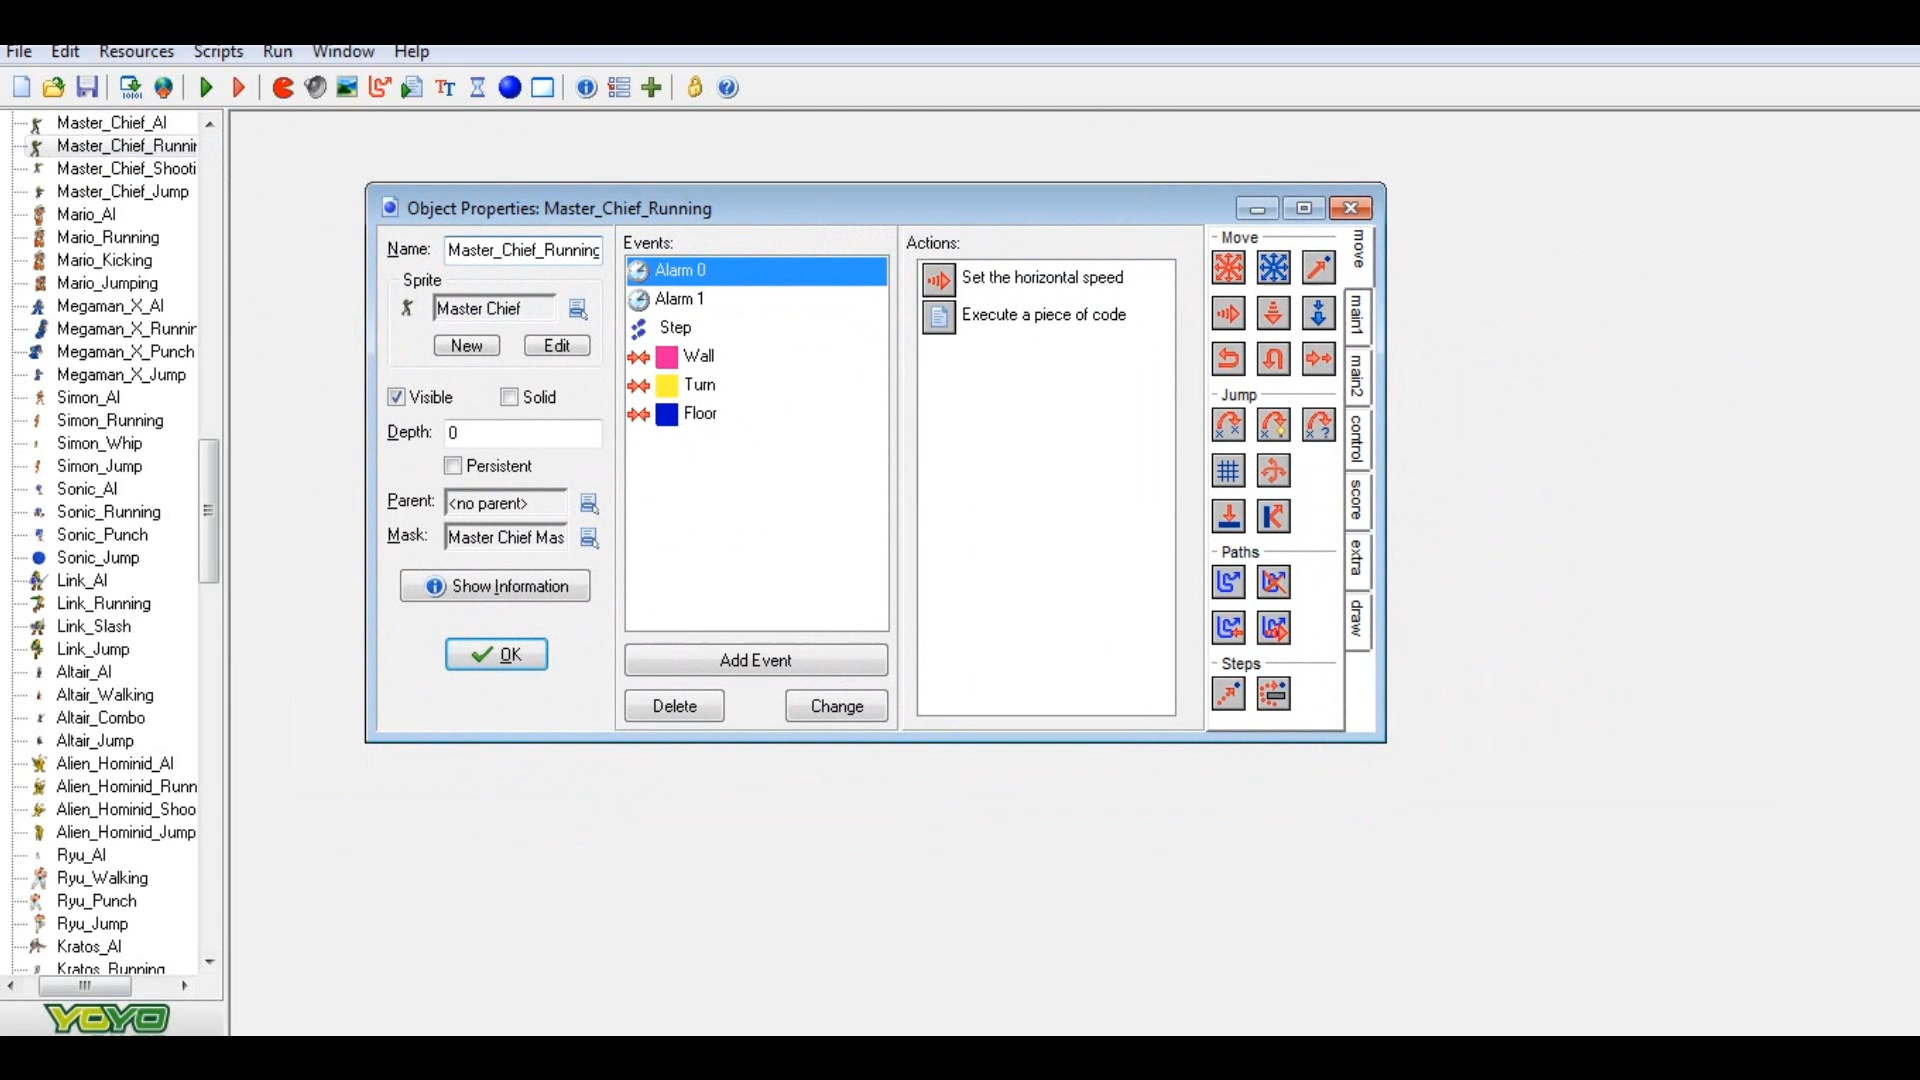 File Edit Resources Scripts Run Window Help
Master_Chief_AI
Master_Chief_Runnin
Master_Chief_Shooti
Master_Chief_Jump
Mario_AI
Mario_Running
Mario_Kicking
Mario_Jumping
Megaman_X_AI
Megaman_X_Runnir
Megaman_X_Punch
Megaman_X_Jump
Simon_AI
Simon_Running
Simon_Whip
Simon_Jump
Sonic_AI
Sonic_Running
Sonic_Punch
Sonic_Jump
Link_AI
Link_Running
Link_Slash
Link_Jump
Altair_AI
Altair_Walking
Altair_Combo
Altair_Jump
Alien_Hominid_AI
Alien_Hominid_Runn
Alien_Hominid_Shoo
Alien_Hominid_Jump
Ryu_AI
Ryu_Walking
Ryu_Punch
Ryu_Jump
Kratos_AI
Kratos_Running
YOYO
Object Properties: Master_Chief_Running
Name: Master_Chief_Running
Sprite
Master Chief
New Edit
Visible Solid
Depth: 0
Persistent
Parent: <no parent>
Mask: Master Chief Mas
Show Information
OK
Events:
Alarm 0
Alarm 1
Step
Wall
Turn
Floor
Add Event
Delete Change
Actions:
Set the horizontal speed
Execute a piece of code
Move
Jump
Paths
Steps
move
main1
main2
control
score
extra
draw